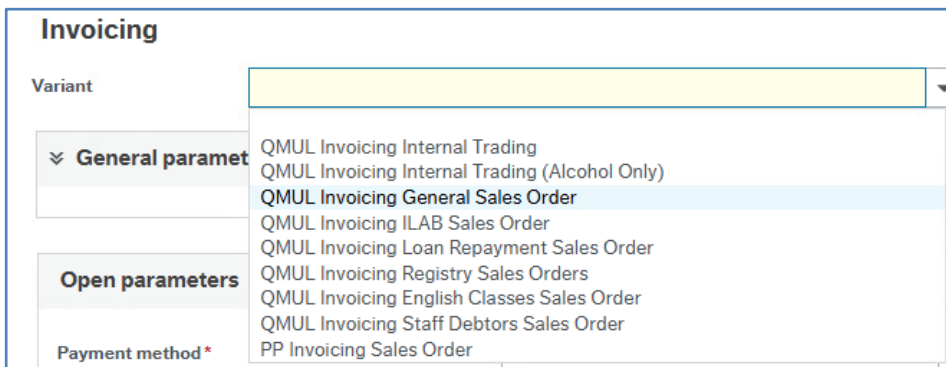 Invoicing
Variant
General paramet
QMUL Invoicing Internal Trading
QMUL Invoicing Internal Trading (Alcohol Only)
QMUL Invoicing General Sales Order
QMUL Invoicing ILAB Sales Order
QMUL Invoicing Loan Repayment Sales Order
QMUL Invoicing Registry Sales Orders
QMUL Invoicing English Classes Sales Order
QMUL Invoicing Staff Debtors Sales Order
PP Invoicing Sales Order
Open parameters
Payment method*